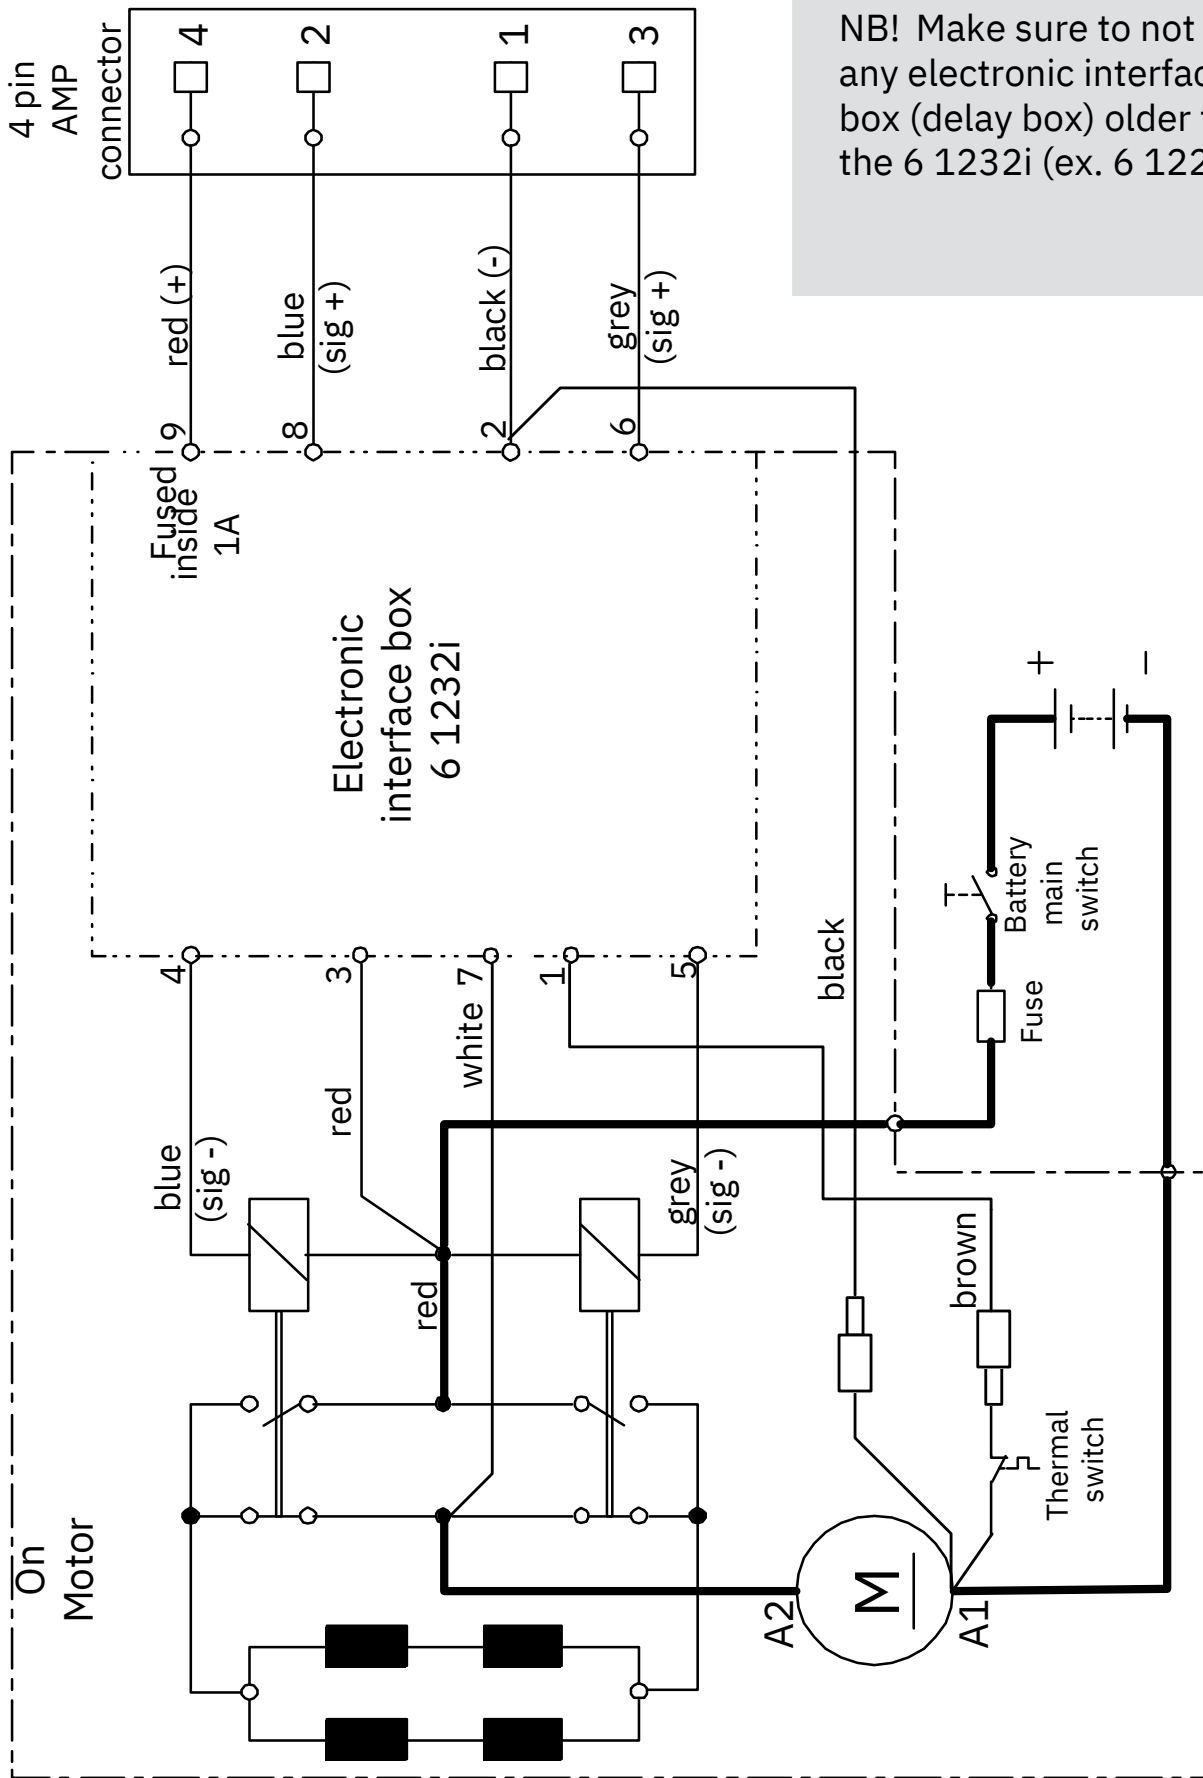 NB! Make sure to not
any electronic interfac
box (delay box) older
the 6 1232i (ex. 6 122
4 pin
AMP
connector
4
2
1
3
red (+)
blue
(sig +)
black (-)
grey
(sig +)
9
8
2
6
Fused
inside
1A
Electronic
interface box
6 1232i
+
–
Battery
main
switch
Fuse
black
4
3
7
1
5
white
red
blue
(sig -)
grey
(sig -)
red
brown
Thermal
switch
On
Motor
M
A2
A1